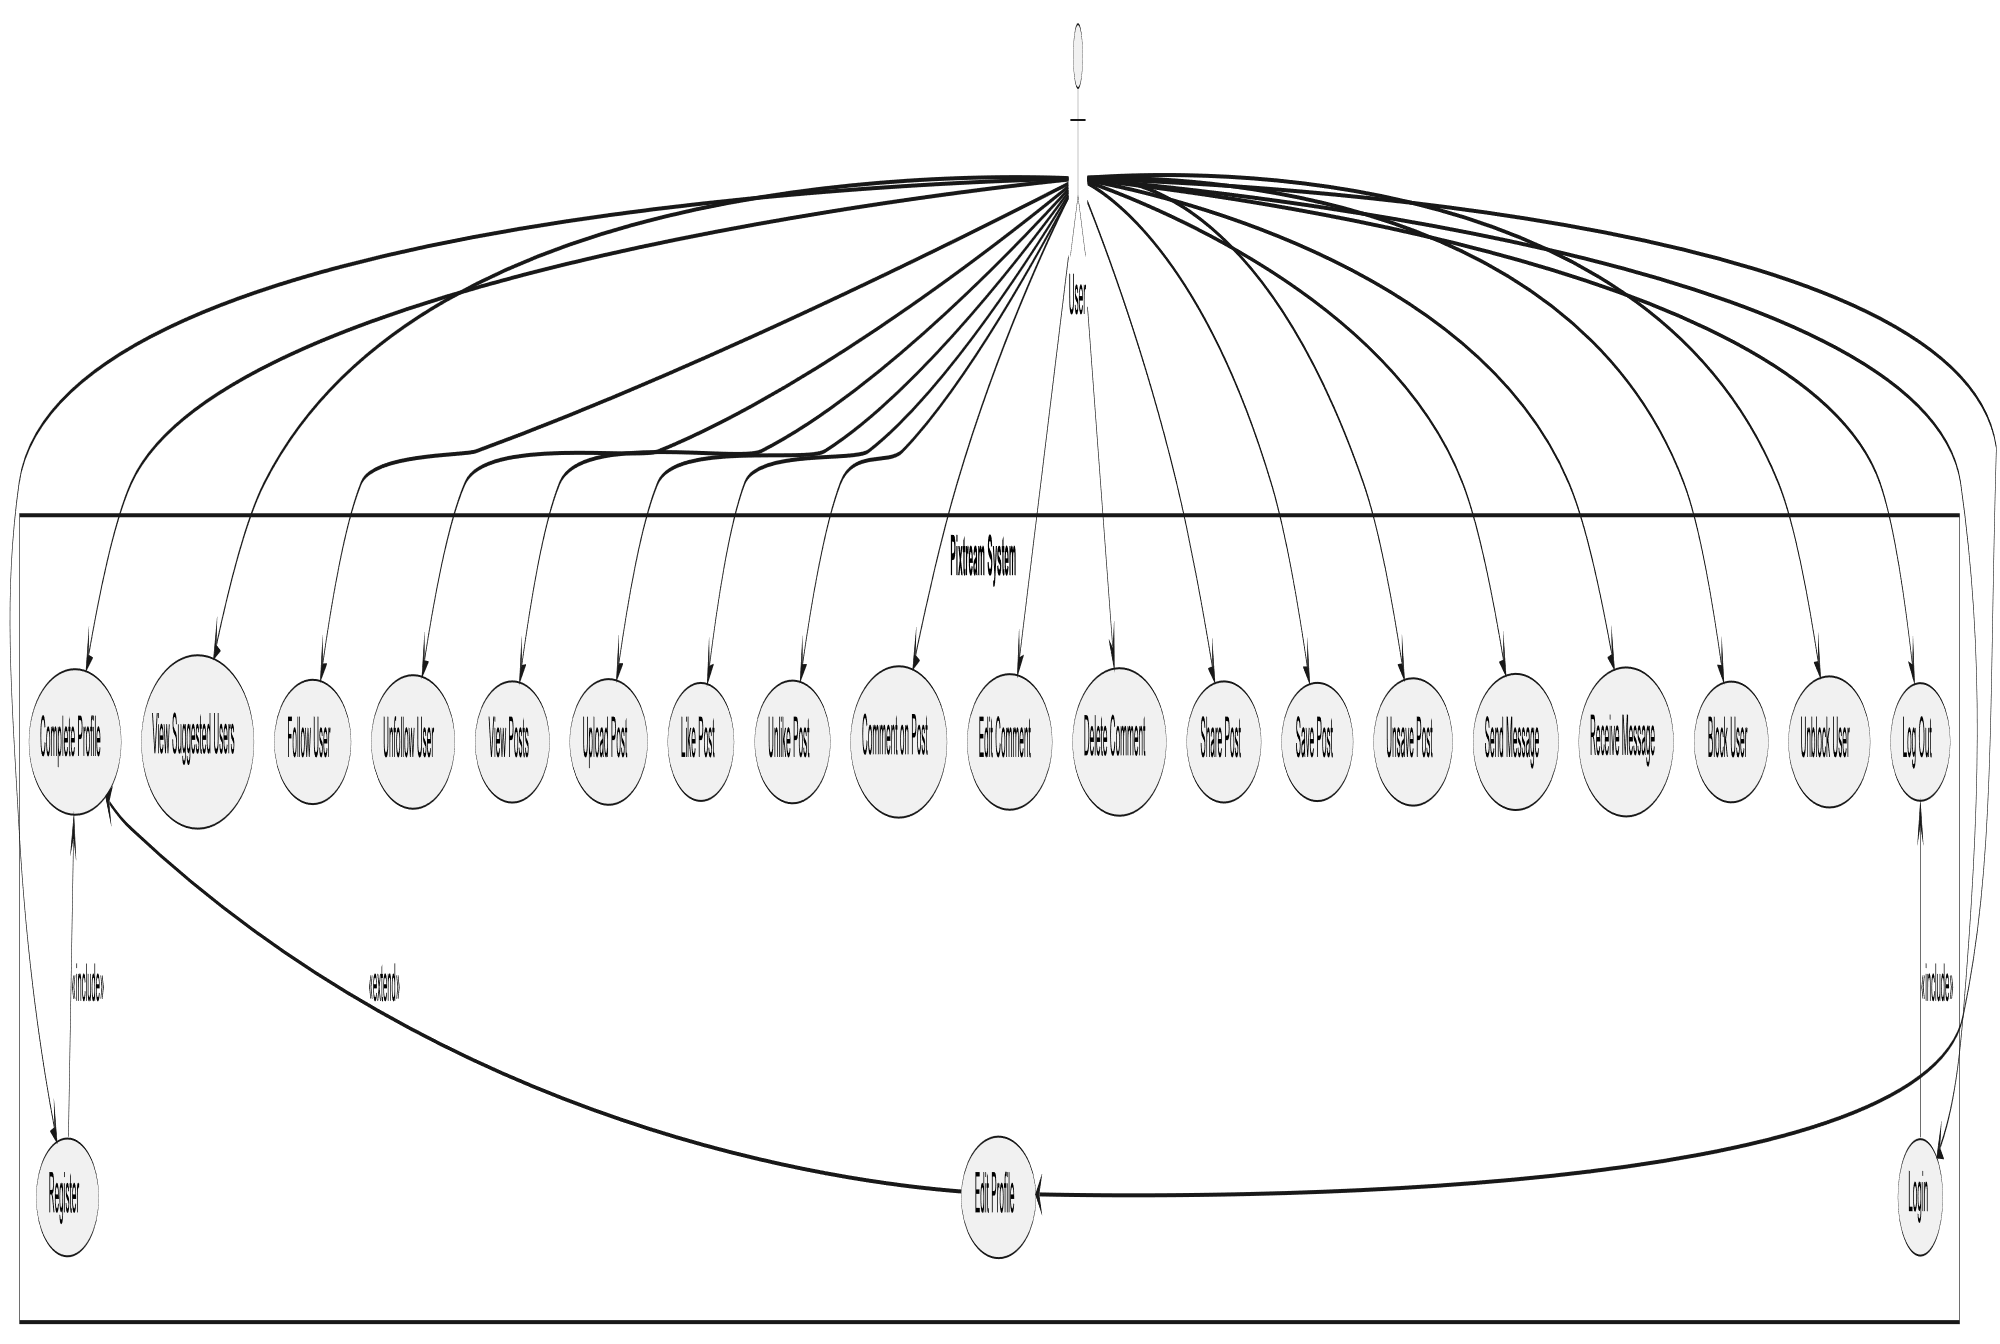 User
Pixtream System
Complete Profile
View Suggested Users
Follow User
Unfollow User
View Posts
Upload Post
Like Post
Unlike Post
Comment on Post
Edit Comment
Delete Comment
Share Post
Save Post
Unsave Post
Send Message
Receive Message
Block User
Unblock User
Log Out
«include»
«extend»
«include»
Register
Edit Profile
Login